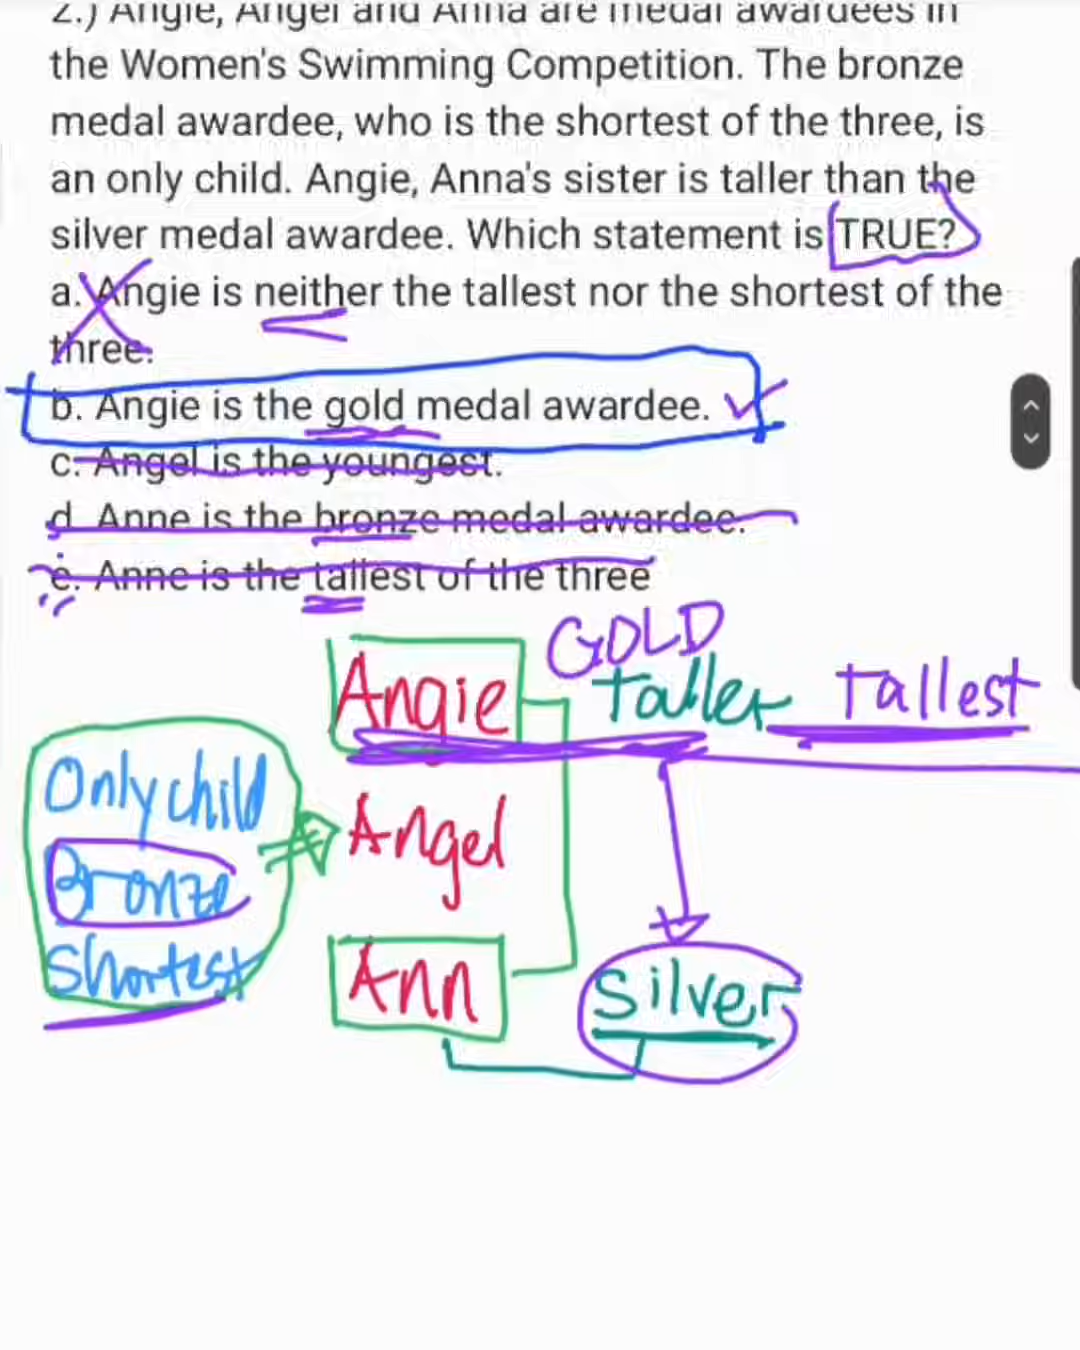 2.) Angie, Angel and Anna are medal awardees in
the Women's Swimming Competition. The bronze
medal awardee, who is the shortest of the three, is
an only child. Angie, Anna's sister is taller than the
silver medal awardee. Which statement is TRUE?
a. Angie is neither the tallest nor the shortest of the
three.
b. Angie is the gold medal awardee.
c. Angel is the youngest.
d. Anne is the bronze medal awardee.
e. Anne is the tallest of the three
GOLD
Angie taller tallest
Only child
Bronze
Shortest
Angel
Ann
Silver